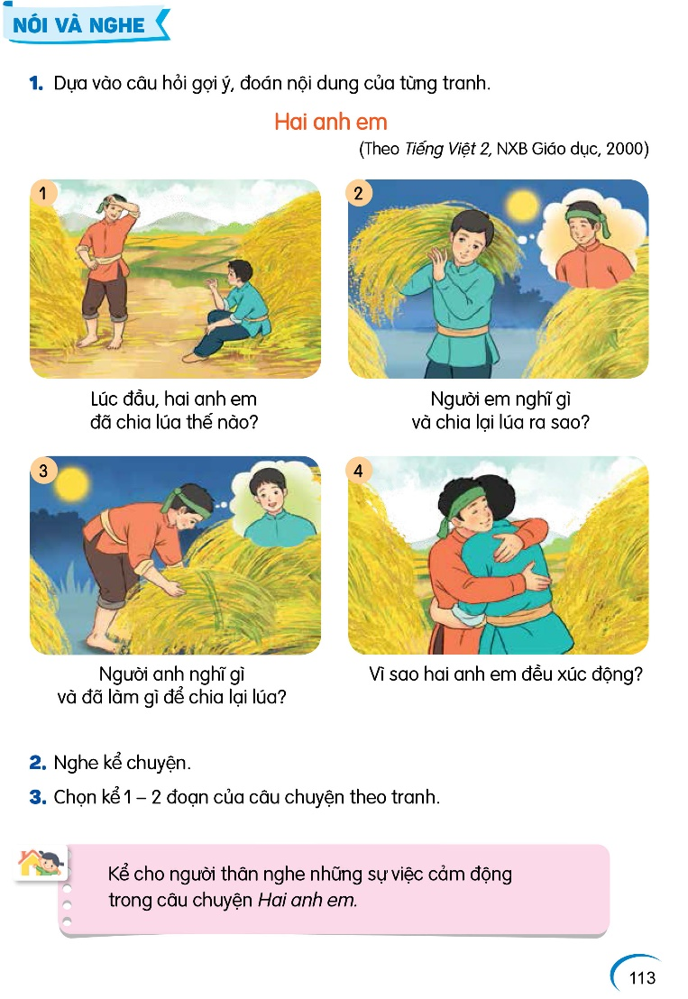 NÓI VÀ NGHE
1. Dựa vào câu hỏi gợi ý, đoán nội dung của từng tranh.
Hai anh em
(Theo Tiếng Việt 2, NXB Giáo dục, 2000)
1
2
Lúc đầu, hai anh em
đã chia lúa thế nào?
Người em nghĩ gì
và chia lại lúa ra sao?
3
4
Người anh nghĩ gì
và đã làm gì để chia lại lúa?
Vì sao hai anh em đều xúc động?
2. Nghe kể chuyện.
3. Chọn kể 1 – 2 đoạn của câu chuyện theo tranh.
Kể cho người thân nghe những sự việc cảm động
trong câu chuyện Hai anh em.
113